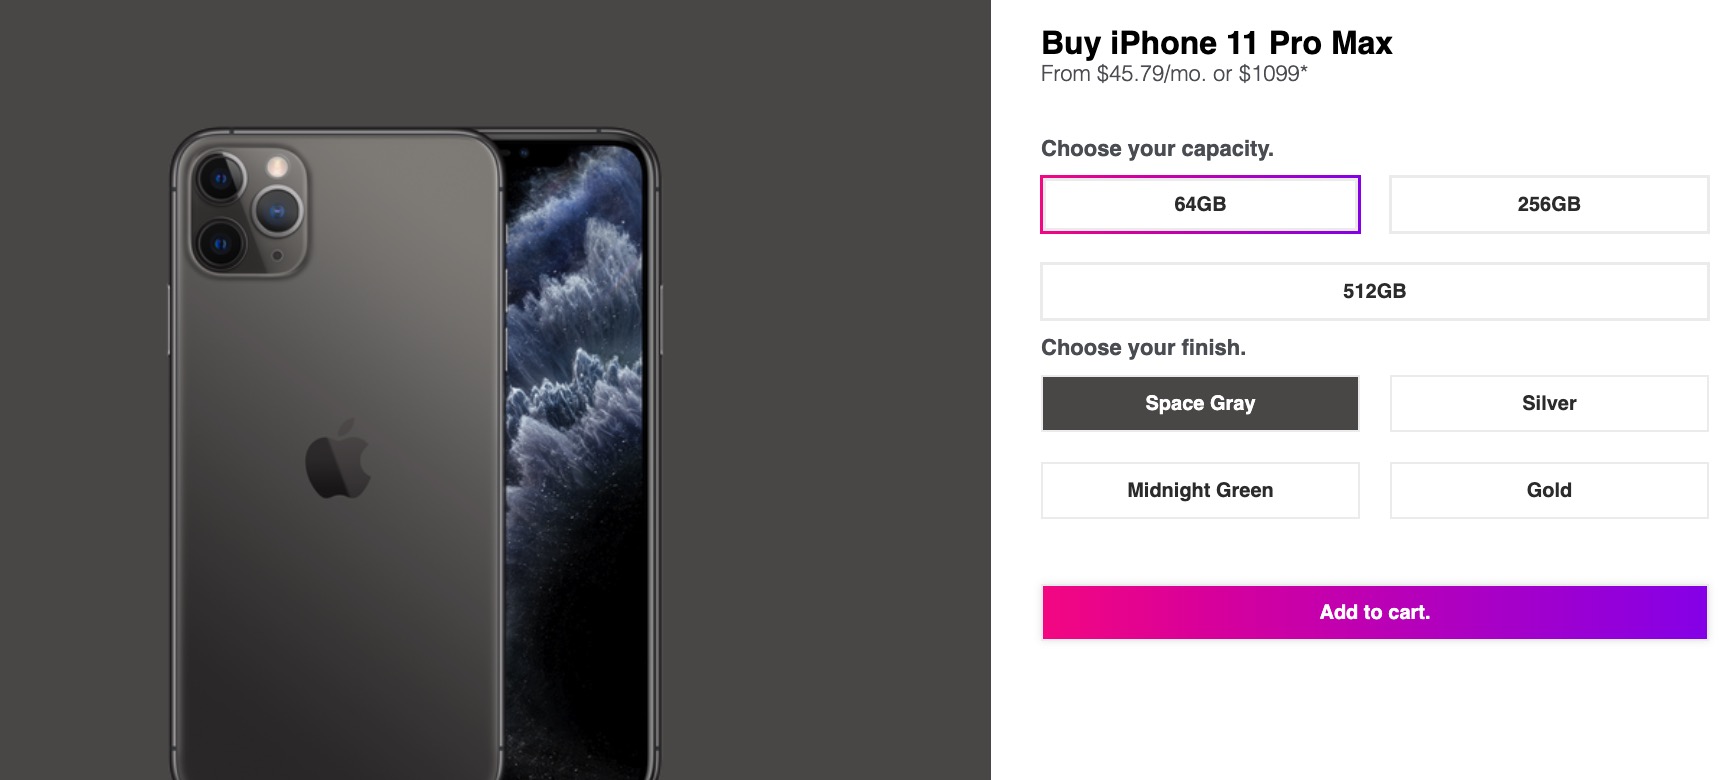 Buy iPhone 11 Pro Max
From $45.79/mo. or $1099*
Choose your capacity.
64GB
256GB
512GB
Choose your finish.
Space Gray
Silver
Midnight Green
Gold
Add to cart.